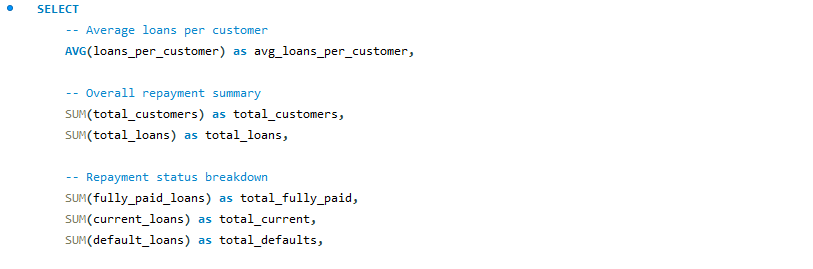 SELECT
-- Average loans per customer
AVG(loans_per_customer) as avg_loans_per_customer,
-- Overall repayment summary
SUM(total_customers) as total_customers,
SUM(total_loans) as total_loans,
-- Repayment status breakdown
SUM(fully_paid_loans) as total_fully_paid,
SUM(current_loans) as total_current,
SUM(default_loans) as total_defaults,